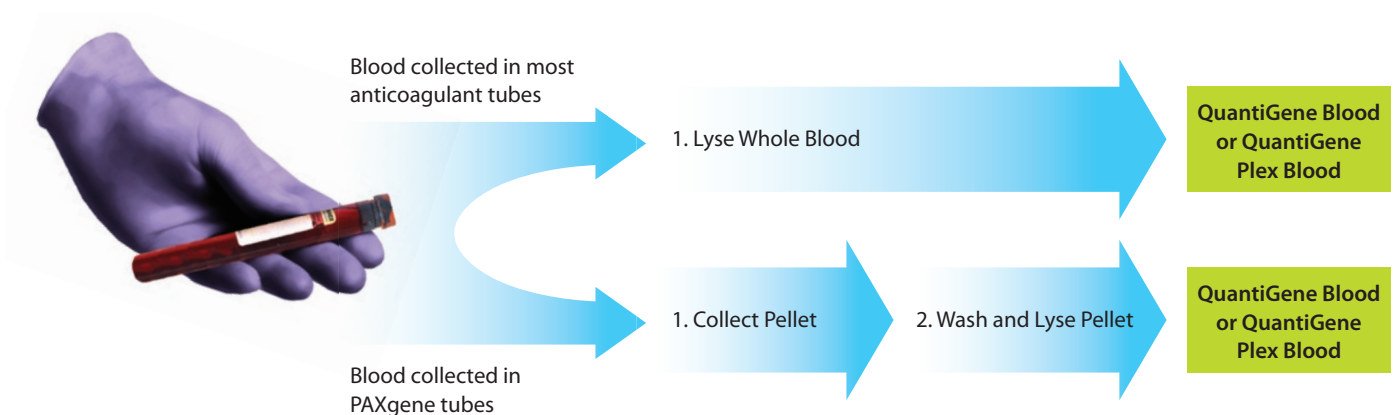 Blood collected in most
anticoagulant tubes
1. Lyse Whole Blood
QuantiGene Blood
or QuantiGene
Plex Blood
Blood collected in
PAXgene tubes
1. Collect Pellet
2. Wash and Lyse Pellet
QuantiGene Blood
or QuantiGene
Plex Blood